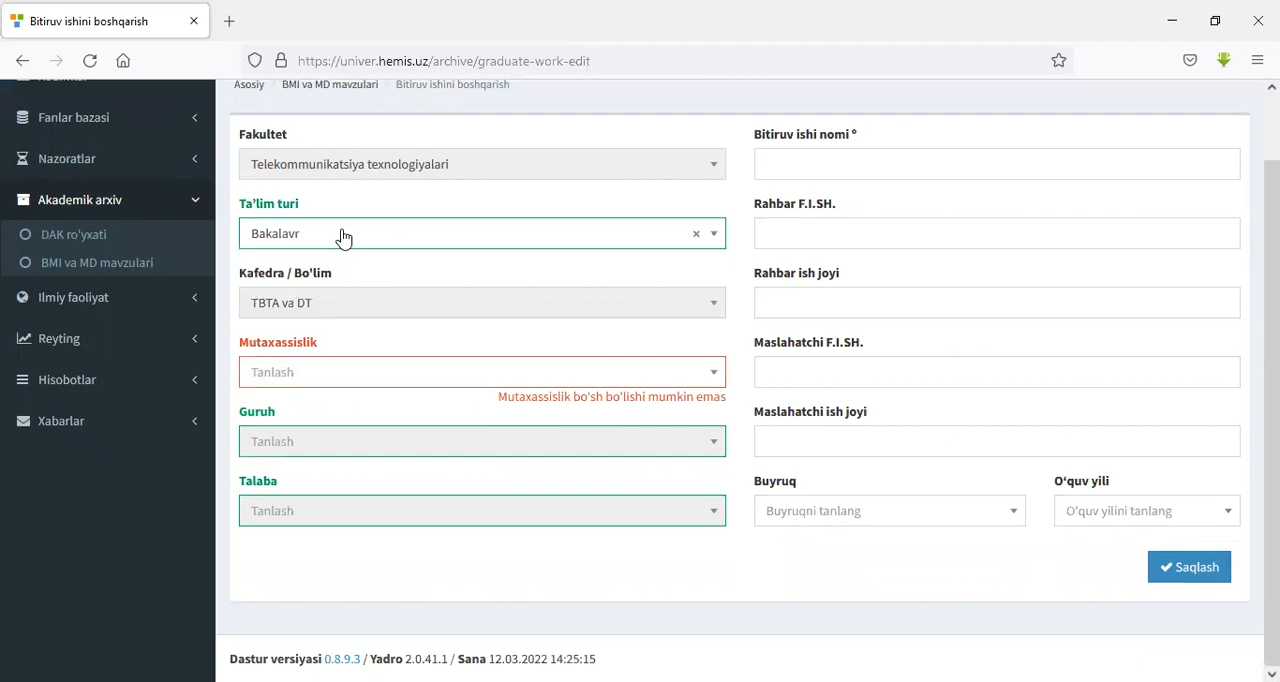 Bitiruv ishini boshqarish
https://univer.hemis.uz/archive/graduate-work-edit
Asosiy / BMI va MD mavzulari / Bitiruv ishini boshqarish
Fanlar bazasi
Nazoratlar
Akademik arxiv
DAK ro'yxati
BMI va MD mavzulari
Ilmiy faoliyat
Reyting
Hisobotlar
Xabarlar
Fakultet
Telekommunikatsiya texnologiyalari
Ta'lim turi
Bakalavr
Kafedra / Bo'lim
TBTA va DT
Mutaxassislik
Tanlash
Mutaxassislik bo'sh bo'lishi mumkin emas
Guruh
Tanlash
Talaba
Tanlash
Bitiruv ishi nomi °
Rahbar F.I.SH.
Rahbar ish joyi
Maslahatchi F.I.SH.
Maslahatchi ish joyi
Buyruq
Buyruqni tanlang
O‘quv yili
O'quv yilini tanlang
Saqlash
Dastur versiyasi 0.8.9.3 / Yadro 2.0.41.1 / Sana 12.03.2022 14:25:15